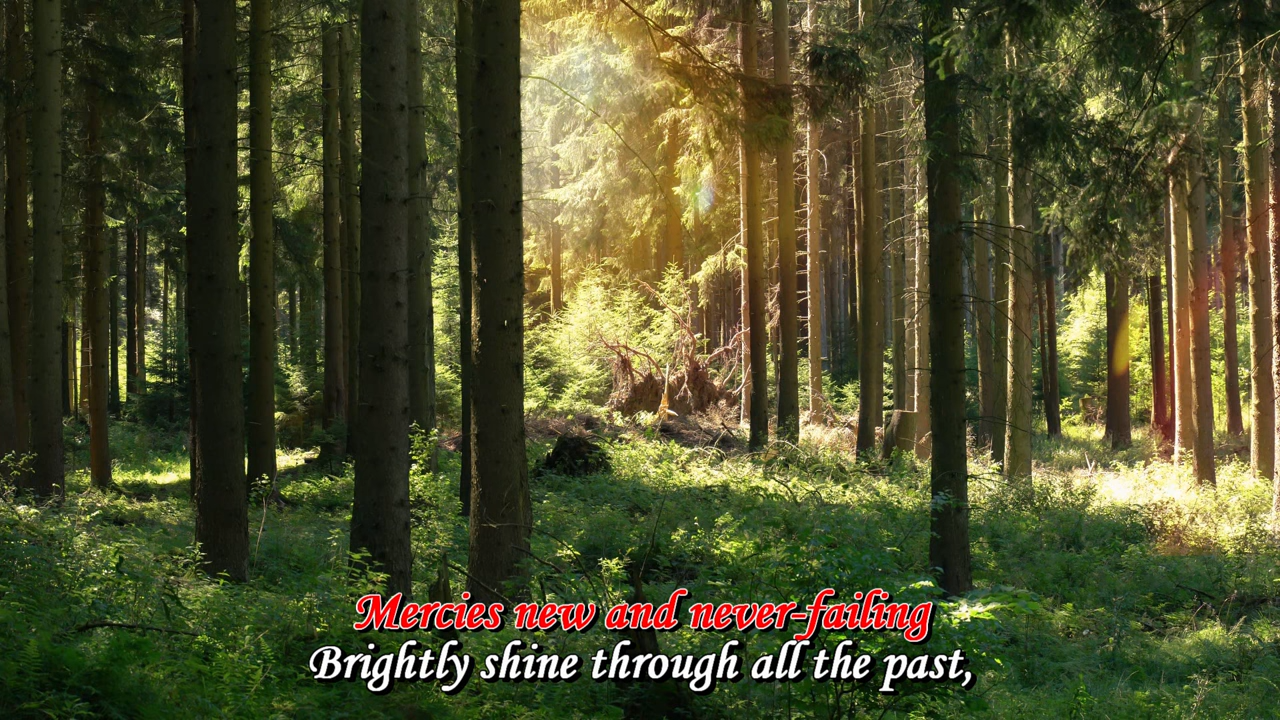 Mercies new and never-failing
Brightly shine through all the past,